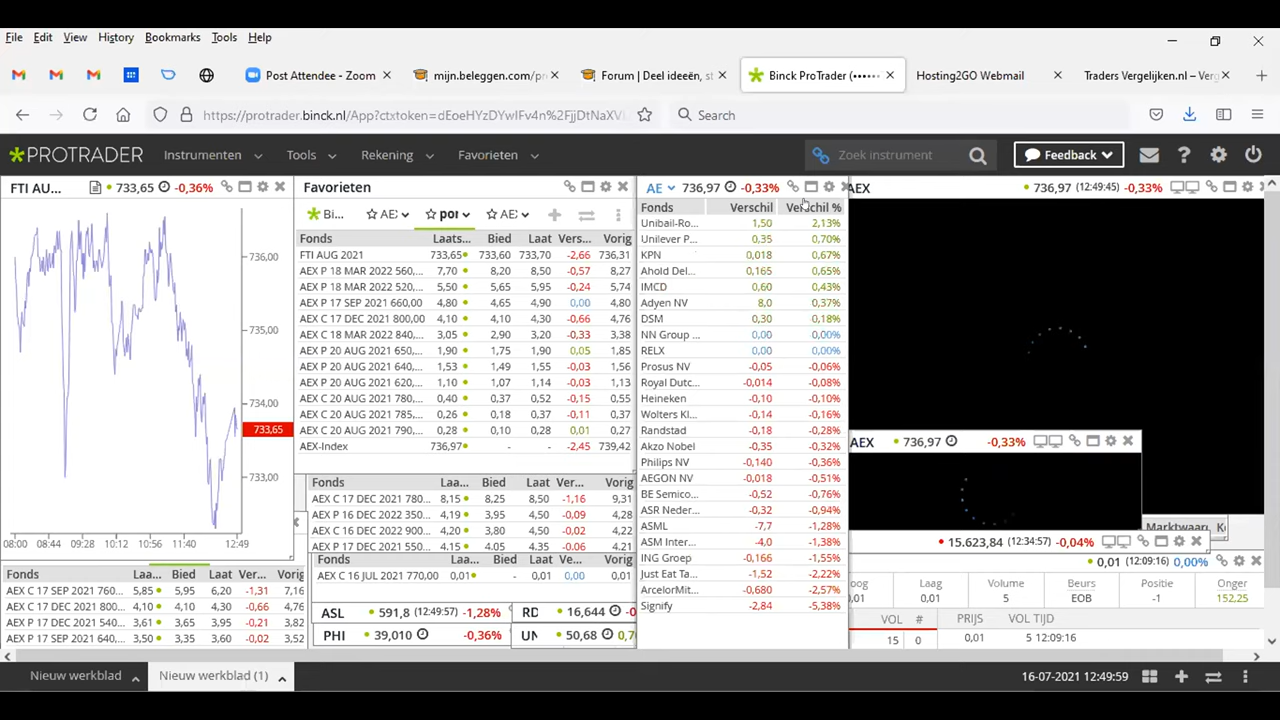 File Edit View History Bookmarks Tools Help
Post Attendee - Zoom mijn.beleggen.com/pr Forum | Deel ideeën, st Binck ProTrader (•••••• Hosting2GO Webmail Traders Vergelijken.nl – Verg
https://protrader.binck.nl/App?ctxtoken=dEoeHYzDYwIFv4n%2FjjDtNaXVL Search
PROTRADER Instrumenten Tools Rekening Favorieten Zoek instrument Feedback
FTI AU... 733,65 -0,36%
736,00
735,00
734,00
733,65
733,00
08:00 08:44 09:28 10:12 10:56 11:40 12:49
Fonds Laa... Bied Laat Ver... Vorig
AEX C 17 SEP 2021 760... 5,85 5,95 6,20 -1,31 7,16
AEX C 17 DEC 2021 800... 4,10 4,10 4,30 -0,66 4,76
AEX P 17 DEC 2021 540... 3,61 3,65 3,95 -0,21 3,82
AEX P 17 SEP 2021 640... 3,50 3,35 3,60 -0,02 3,52
Favorieten
Bi... AE por AE
Fonds Laats... Bied Laat Vers... Vorig
FTI AUG 2021 733,65 733,60 733,70 -2,66 736,31
AEX P 18 MAR 2022 560,... 7,70 8,20 8,50 -0,57 8,27
AEX P 18 MAR 2022 520,... 5,50 5,65 5,95 -0,24 5,74
AEX P 17 SEP 2021 660,00 4,80 4,65 4,90 0,00 4,80
AEX C 17 DEC 2021 800,00 4,10 4,10 4,30 -0,66 4,76
AEX C 18 MAR 2022 840,... 3,05 2,90 3,20 -0,33 3,38
AEX P 20 AUG 2021 650,... 1,90 1,75 1,90 0,05 1,85
AEX P 20 AUG 2021 640,... 1,53 1,49 1,55 -0,03 1,56
AEX P 20 AUG 2021 620,... 1,10 1,07 1,14 -0,03 1,13
AEX C 20 AUG 2021 780,... 0,40 0,37 0,52 -0,15 0,55
AEX C 20 AUG 2021 785,... 0,26 0,18 0,37 -0,11 0,37
AEX C 20 AUG 2021 790,... 0,28 0,10 0,28 0,01 0,27
AEX-Index 736,97 - - -2,45 739,42
Fonds Laa... Bied Laat Ver... Vorig
AEX C 17 DEC 2021 780... 8,15 8,25 8,50 -1,16 9,31
AEX P 16 DEC 2022 350... 4,19 3,95 4,50 -0,09 4,28
AEX C 16 DEC 2022 900... 4,20 3,80 4,50 -0,02 4,22
AEX P 17 DEC 2021 550... 4,15 4.05 4.35 -0.06 4.21
Fonds Laa... Bied Laat Ver... Vorig
AEX C 16 JUL 2021 770,00 0,01 - 0,01 0,00 0,01
ASL 591,8 (12:49:57) -1,28% RD 16,644 -0
PHI 39,010 -0,36% UN 50,68 0,7
AE 736,97 -0,33%
Fonds Verschil Verschil %
Unibail-Ro... 1,50 2,13%
Unilever P... 0,35 0,70%
KPN 0,018 0,67%
Ahold Del... 0,165 0,65%
IMCD 0,60 0,43%
Adyen NV 8,0 0,37%
DSM 0,30 0,18%
NN Group ... 0,00 0,00%
RELX 0,00 0,00%
Prosus NV -0,05 -0,06%
Royal Dutc... -0,014 -0,08%
Heineken -0,10 -0,10%
Wolters Kl... -0,14 -0,16%
Randstad -0,18 -0,28%
Akzo Nobel -0,35 -0,32%
Philips NV -0,140 -0,36%
AEGON NV -0,018 -0,51%
BE Semico... -0,52 -0,76%
ASR Neder... -0,32 -0,94%
ASML -7,7 -1,28%
ASM Inter... -4,0 -1,38%
ING Groep -0,166 -1,55%
Just Eat Ta... -1,52 -2,22%
ArcelorMit... -0,680 -2,57%
Signify -2,84 -5,38%
AEX 736,97 (12:49:45) -0,33%
AEX 736,97 -0,33%
Marktwaar
15.623,84 (12:34:57) -0,04%
0,01 (12:09:16) 0,00%
oog Laag Volume Beurs Positie Onger
0,01 0,01 5 EOB -1 152,25
VOL # PRIJS VOL TIJD
15 0 0,01 5 12:09:16
Nieuw werkblad Nieuw werkblad (1) 16-07-2021 12:49:59